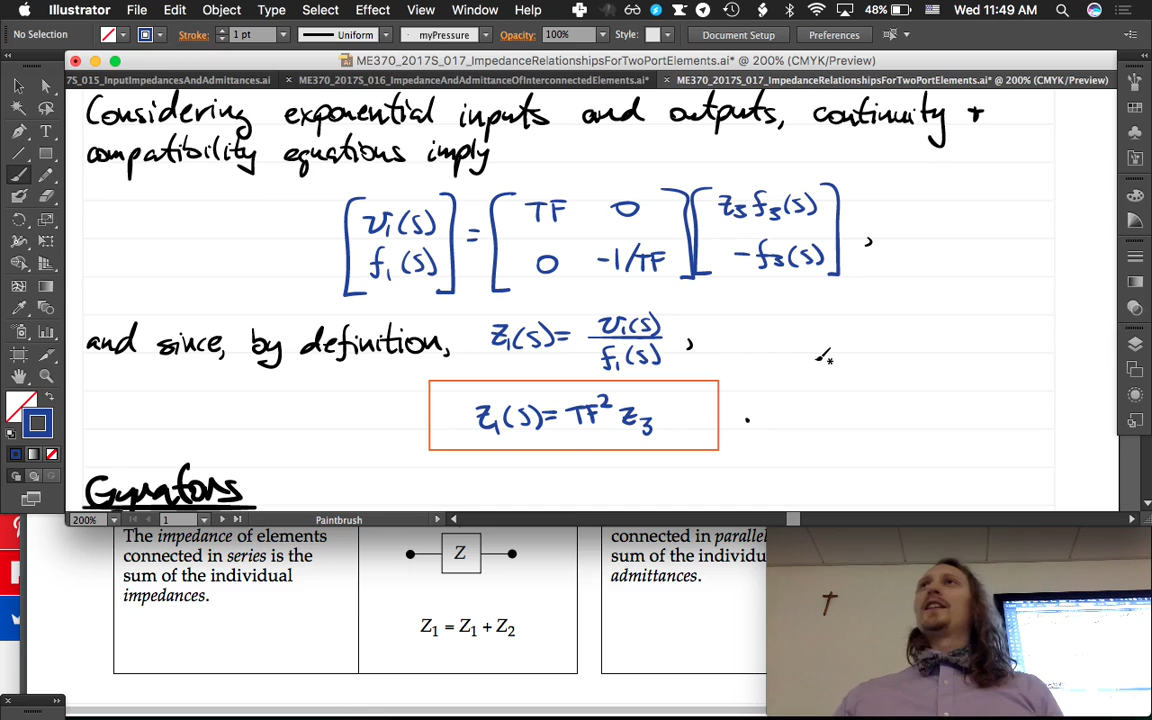 Illustrator File Edit Object Type Select Effect View Window Help 48% Wed 11:49 AM
No Selection Stroke: 1 pt Uniform myPressure Opacity: 100% Style: Document Setup Preferences
ME370_2017S_017_ImpedanceRelationshipsForTwoPortElements.ai* @ 200% (CMYK/Preview)
7S_015_InputImpedancesAndAdmittances.ai ME370_2017S_016_ImpedanceAndAdmittanceOfInterconnectedElements.ai* ME370_2017S_017_ImpedanceRelationshipsForTwoPortElements.ai* @ 200% (CMYK/Preview)
Considering exponential inputs and outputs, continuity +
compatibility equations imply
[v1(s) f1(s)] = [TF 0 0 -1/TF] [Z3 f3(s) -f3(s)],
and since, by definition, Z1(s) = v1(s) / f1(s),
Z1(s) = TF² Z3.
Gyrators
200% 1 Paintbrush
The impedance of elements
connected in series is the
sum of the individual
impedances.
Z
Z1 = Z1 + Z2
connected in parallel
sum of the individu
admittances.